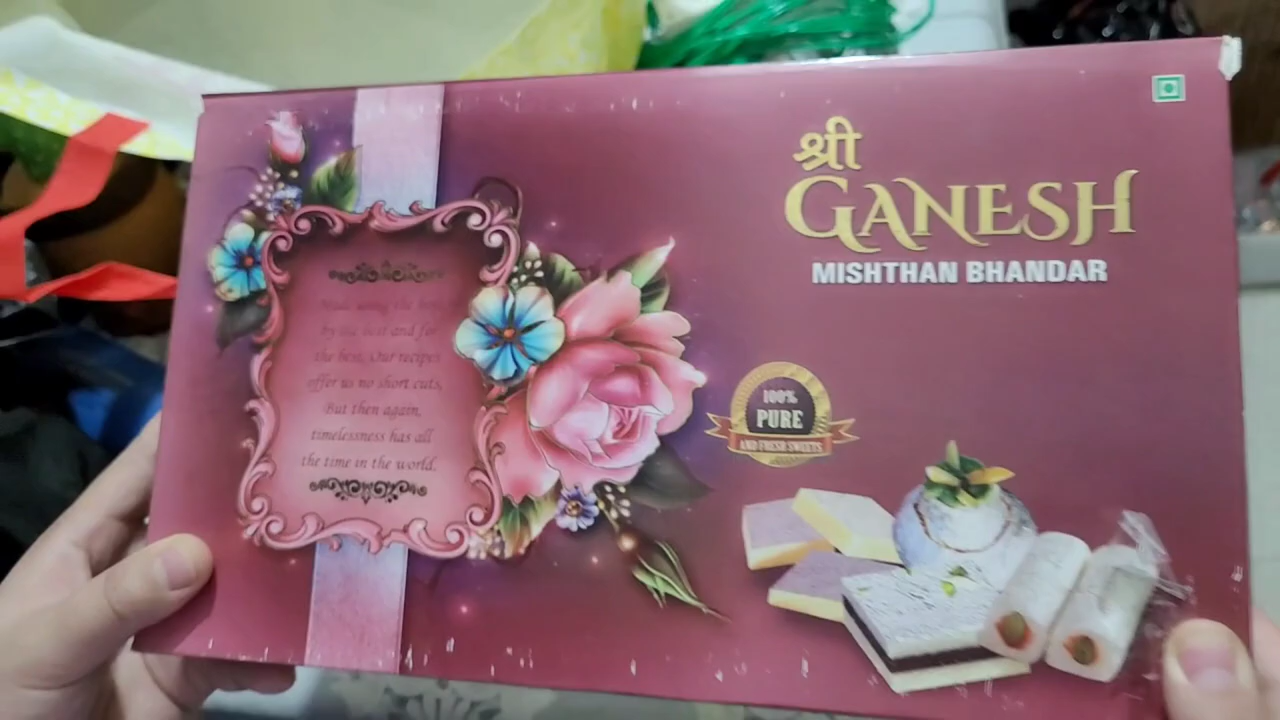 श्री
GANESH
MISHTHAN BHANDAR
Made using the best
by the best and for
the best. Our recipes
offer us no short cuts,
But then again,
timelessness has all
the time in the world.
100%
PURE
AND FRESH SWEETS